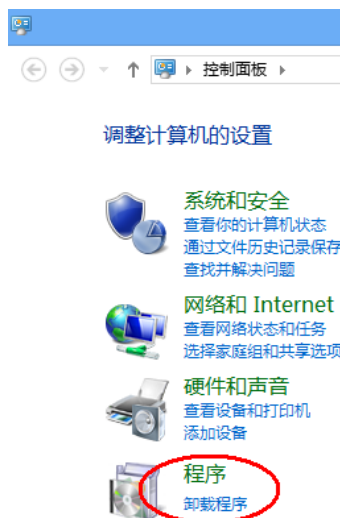 控制面板
调整计算机的设置
系统和安全
查看你的计算机状态
通过文件历史记录保存
查找并解决问题
网络和 Internet
查看网络状态和任务
选择家庭组和共享选项
硬件和声音
查看设备和打印机
添加设备
程序
卸载程序